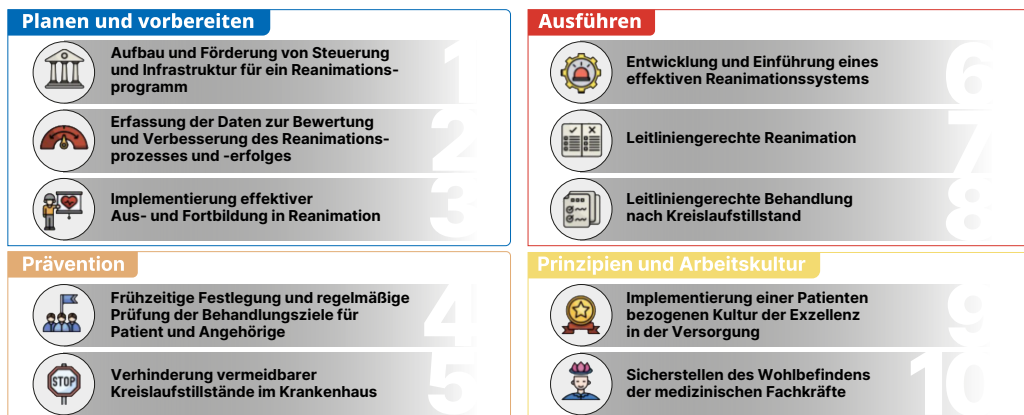 Planen und vorbereiten
Aufbau und Förderung von Steuerung
und Infrastruktur für ein Reanimations-
programm
1
Erfassung der Daten zur Bewertung
und Verbesserung des Reanimations-
prozesses und -erfolges
2
Implementierung effektiver
Aus- und Fortbildung in Reanimation
3
Prävention
Frühzeitige Festlegung und regelmäßige
Prüfung der Behandlungsziele für
Patient und Angehörige
4
STOP
Verhinderung vermeidbarer
Kreislaufstillstände im Krankenhaus
5
Ausführen
Entwicklung und Einführung eines
effektiven Reanimationssystems
6
Leitliniengerechte Reanimation
7
Leitliniengerechte Behandlung
nach Kreislaufstillstand
8
Prinzipien und Arbeitskultur
Implementierung einer Patienten
bezogenen Kultur der Exzellenz
in der Versorgung
9
Sicherstellen des Wohlbefindens
der medizinischen Fachkräfte
10